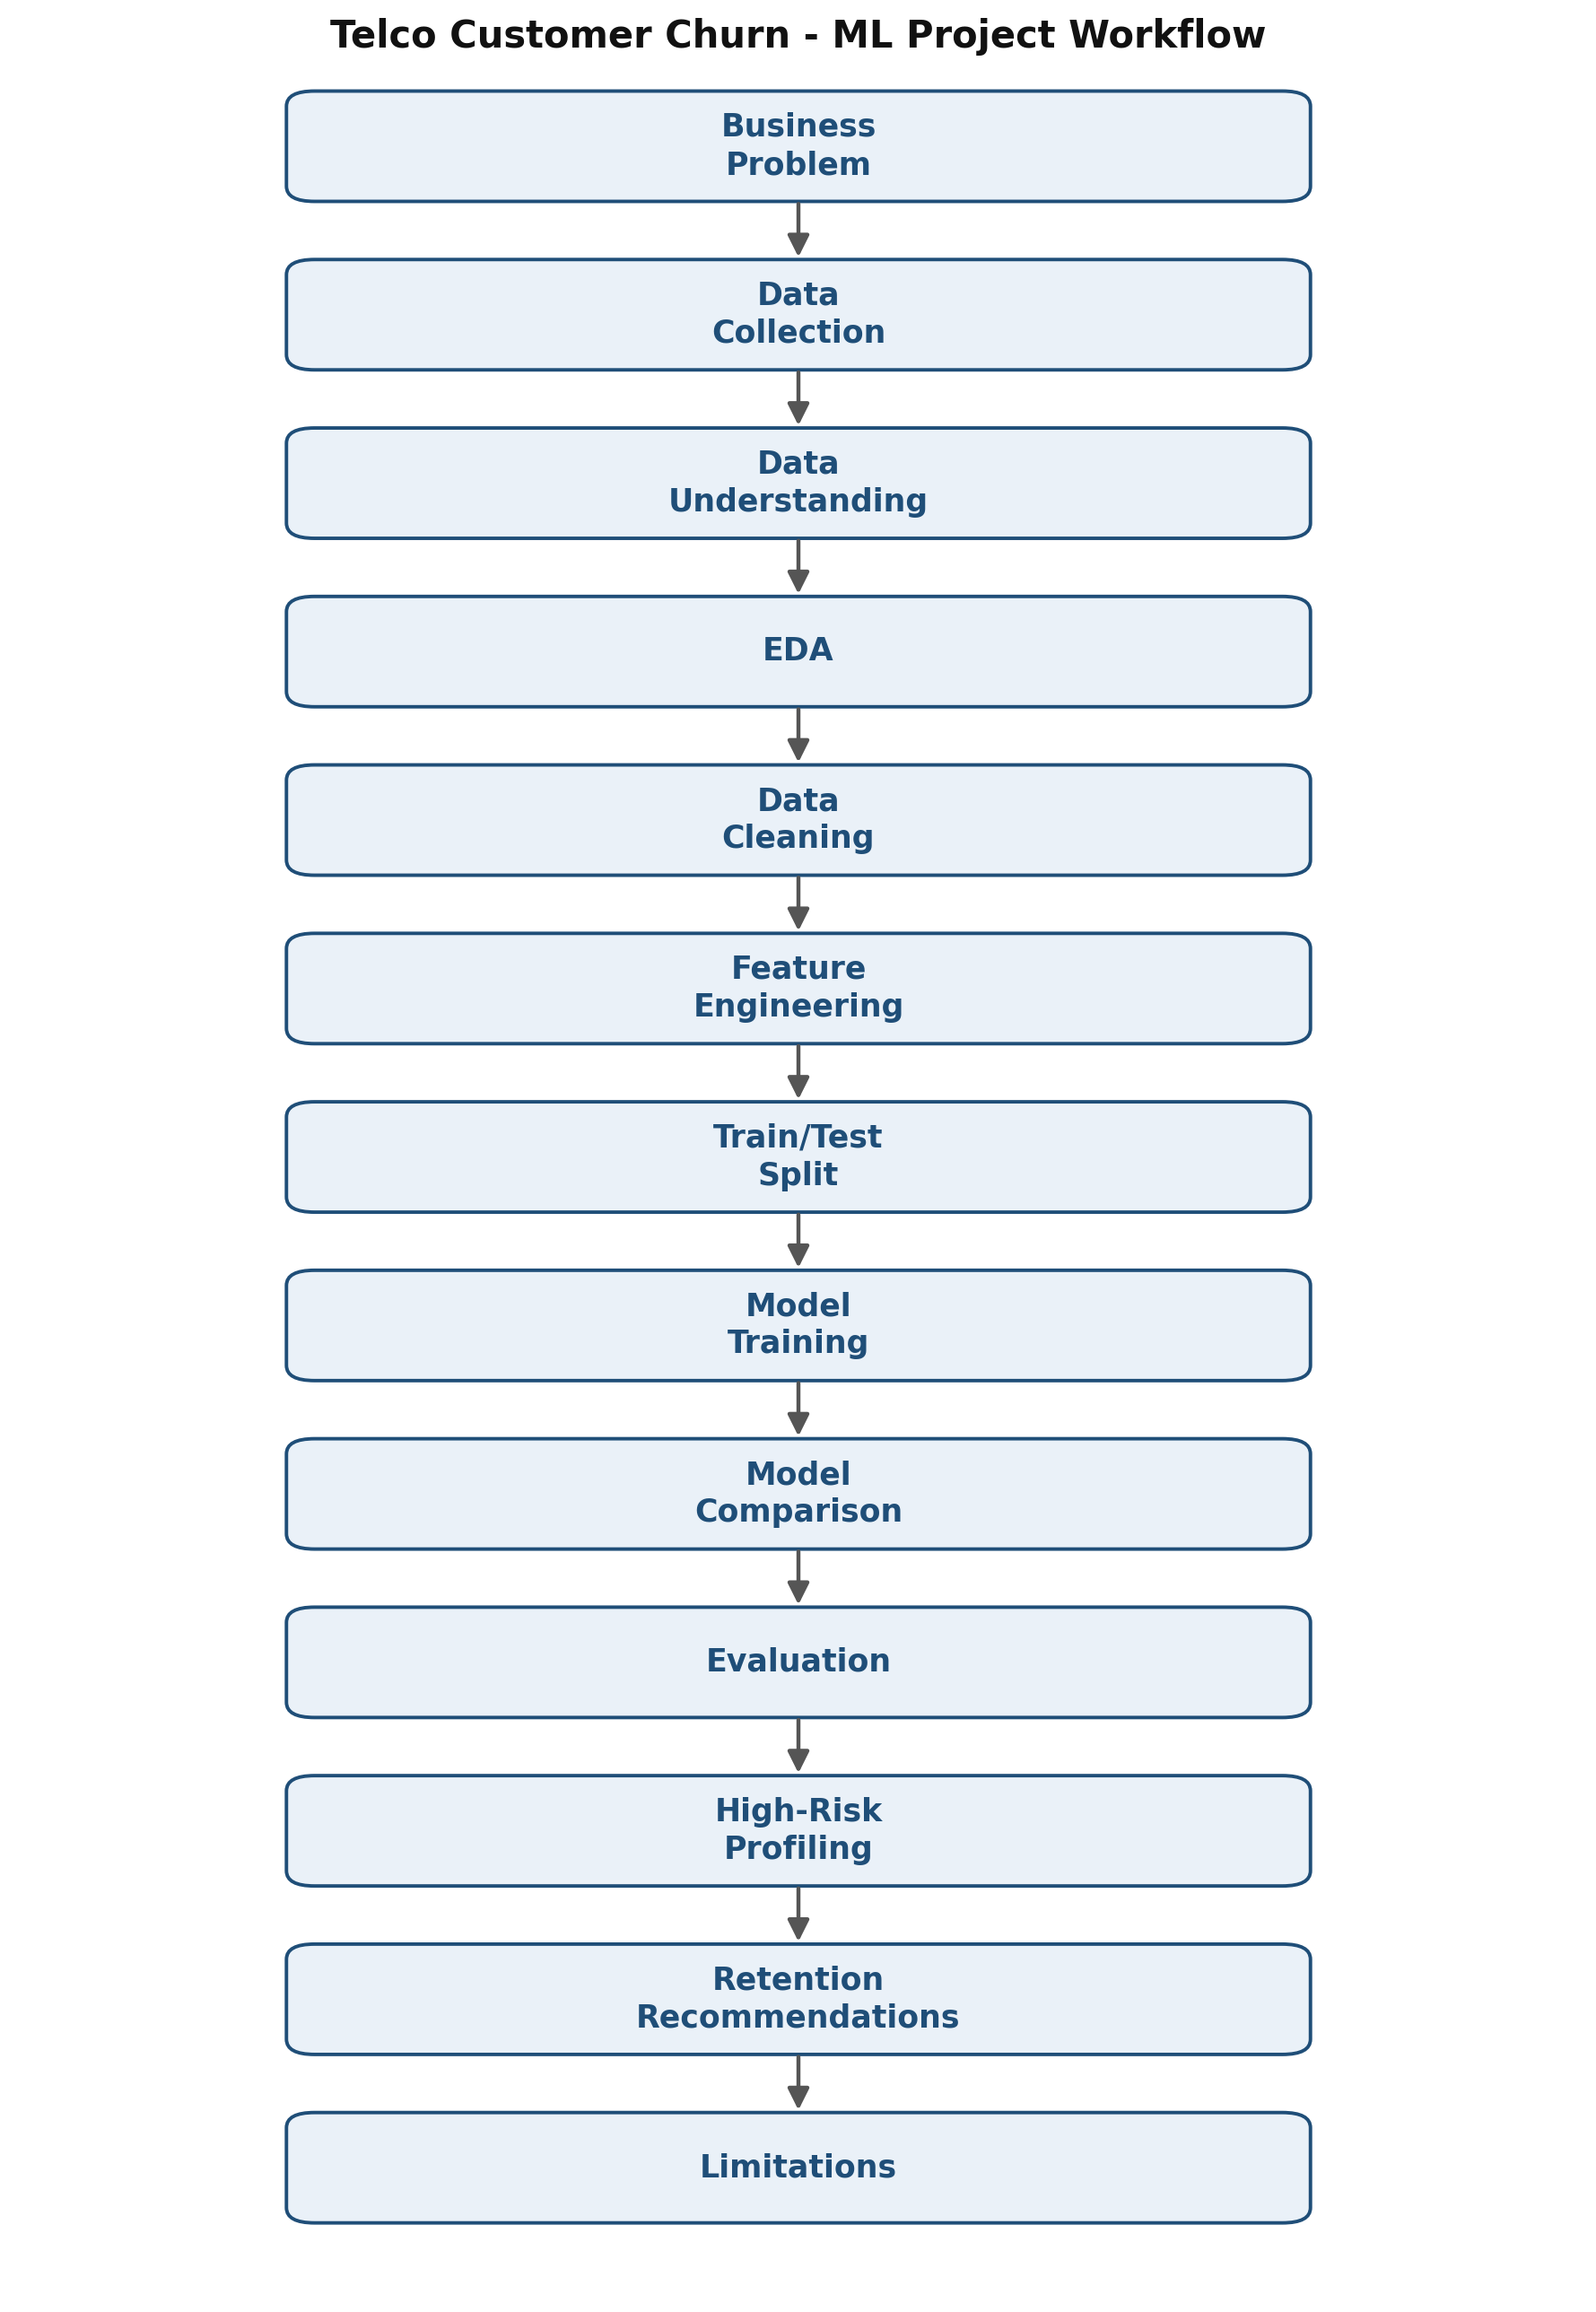 Telco Customer Churn - ML Project Workflow
Business
Problem
Data
Collection
Data
Understanding
EDA
Data
Cleaning
Feature
Engineering
Train/Test
Split
Model
Training
Model
Comparison
Evaluation
High-Risk
Profiling
Retention
Recommendations
Limitations